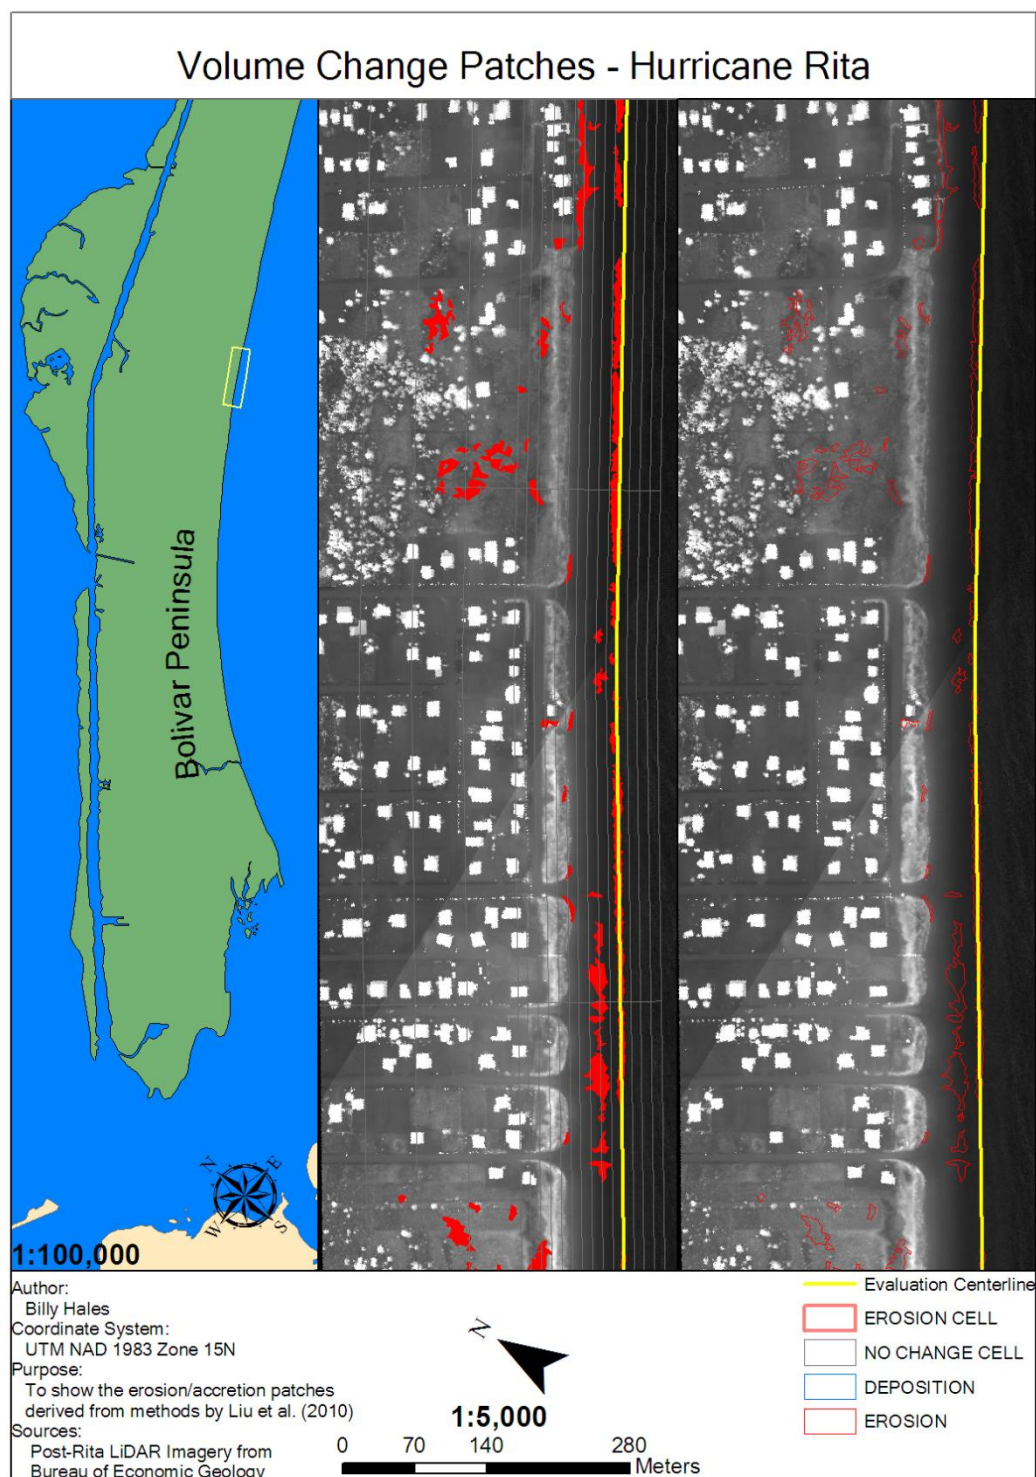 Volume Change Patches - Hurricane Rita
Bolivar Peninsula
N
E
W
S
1:100,000
Author:
Billy Hales
Coordinate System:
UTM NAD 1983 Zone 15N
Purpose:
To show the erosion/accretion patches
derived from methods by Liu et al. (2010)
Sources:
Post-Rita LiDAR Imagery from
Bureau of Economic Geology
N
1:5,000
0 70 140 280
Meters
Evaluation Centerline
EROSION CELL
NO CHANGE CELL
DEPOSITION
EROSION